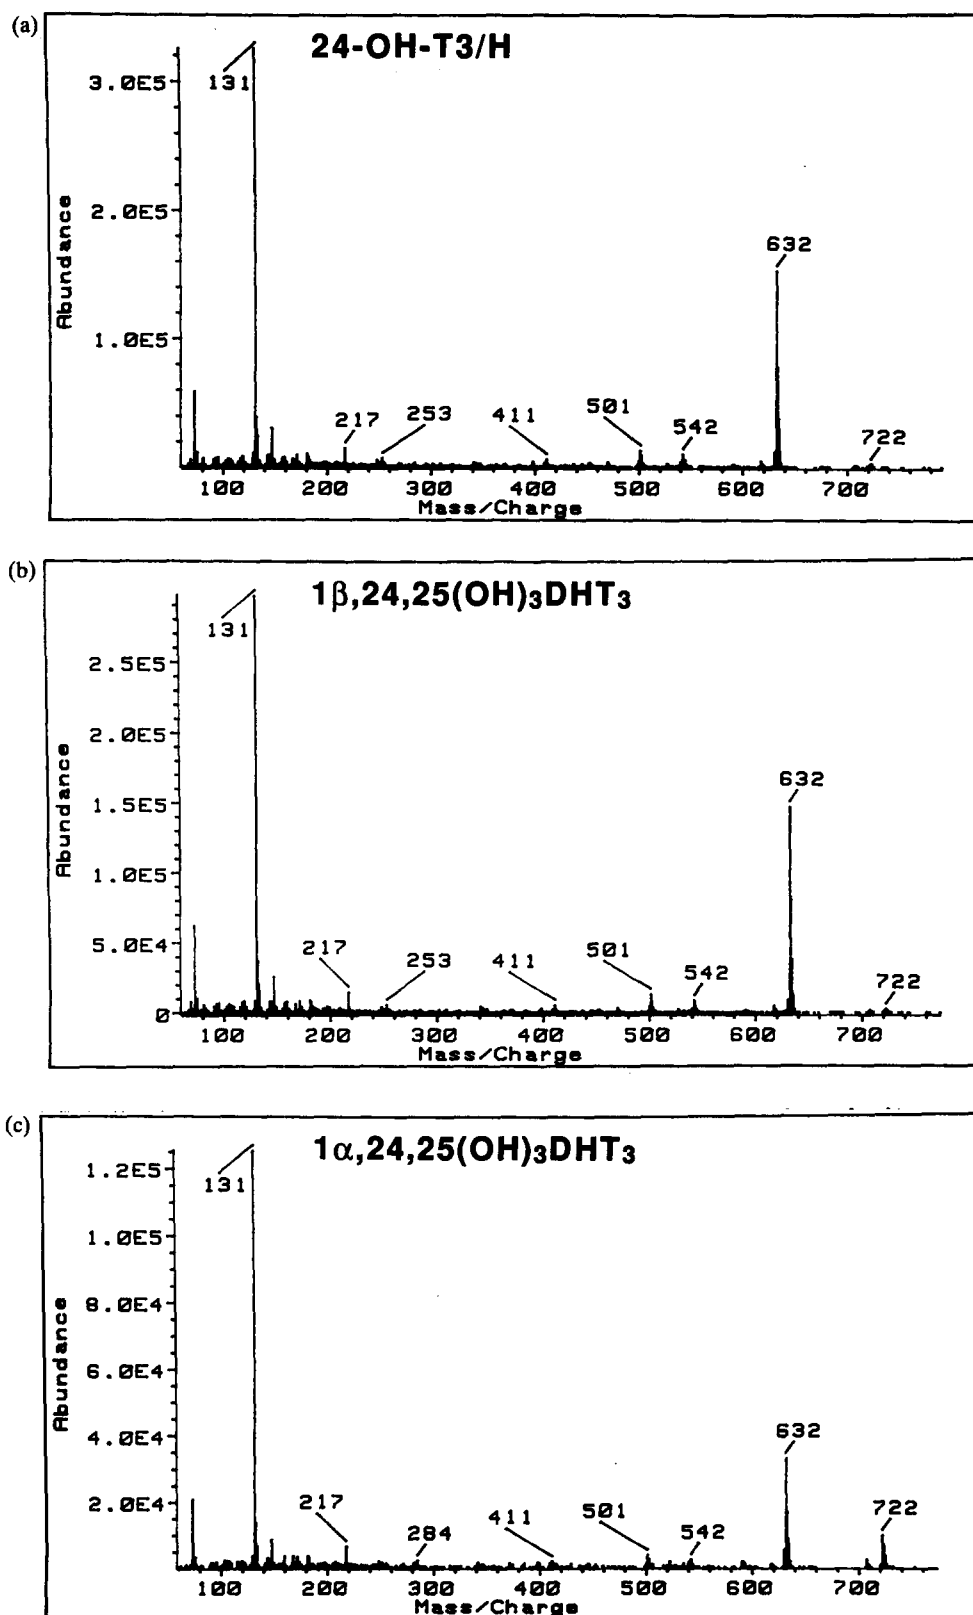 (a)
24-OH-T3/H
Abundance
3.0E5
2.0E5
1.0E5
131
217
253
411
501
542
632
722
100 200 300 400 500 600 700
Mass/Charge
(b)
1β,24,25(OH)₃DHT₃
Abundance
2.5E5
2.0E5
1.5E5
1.0E5
5.0E4
0
131
217
253
411
501
542
632
722
100 200 300 400 500 600 700
Mass/Charge
(c)
1α,24,25(OH)₃DHT₃
Abundance
1.2E5
1.0E5
8.0E4
6.0E4
4.0E4
2.0E4
131
217
284
411
501
542
632
722
100 200 300 400 500 600 700
Mass/Charge